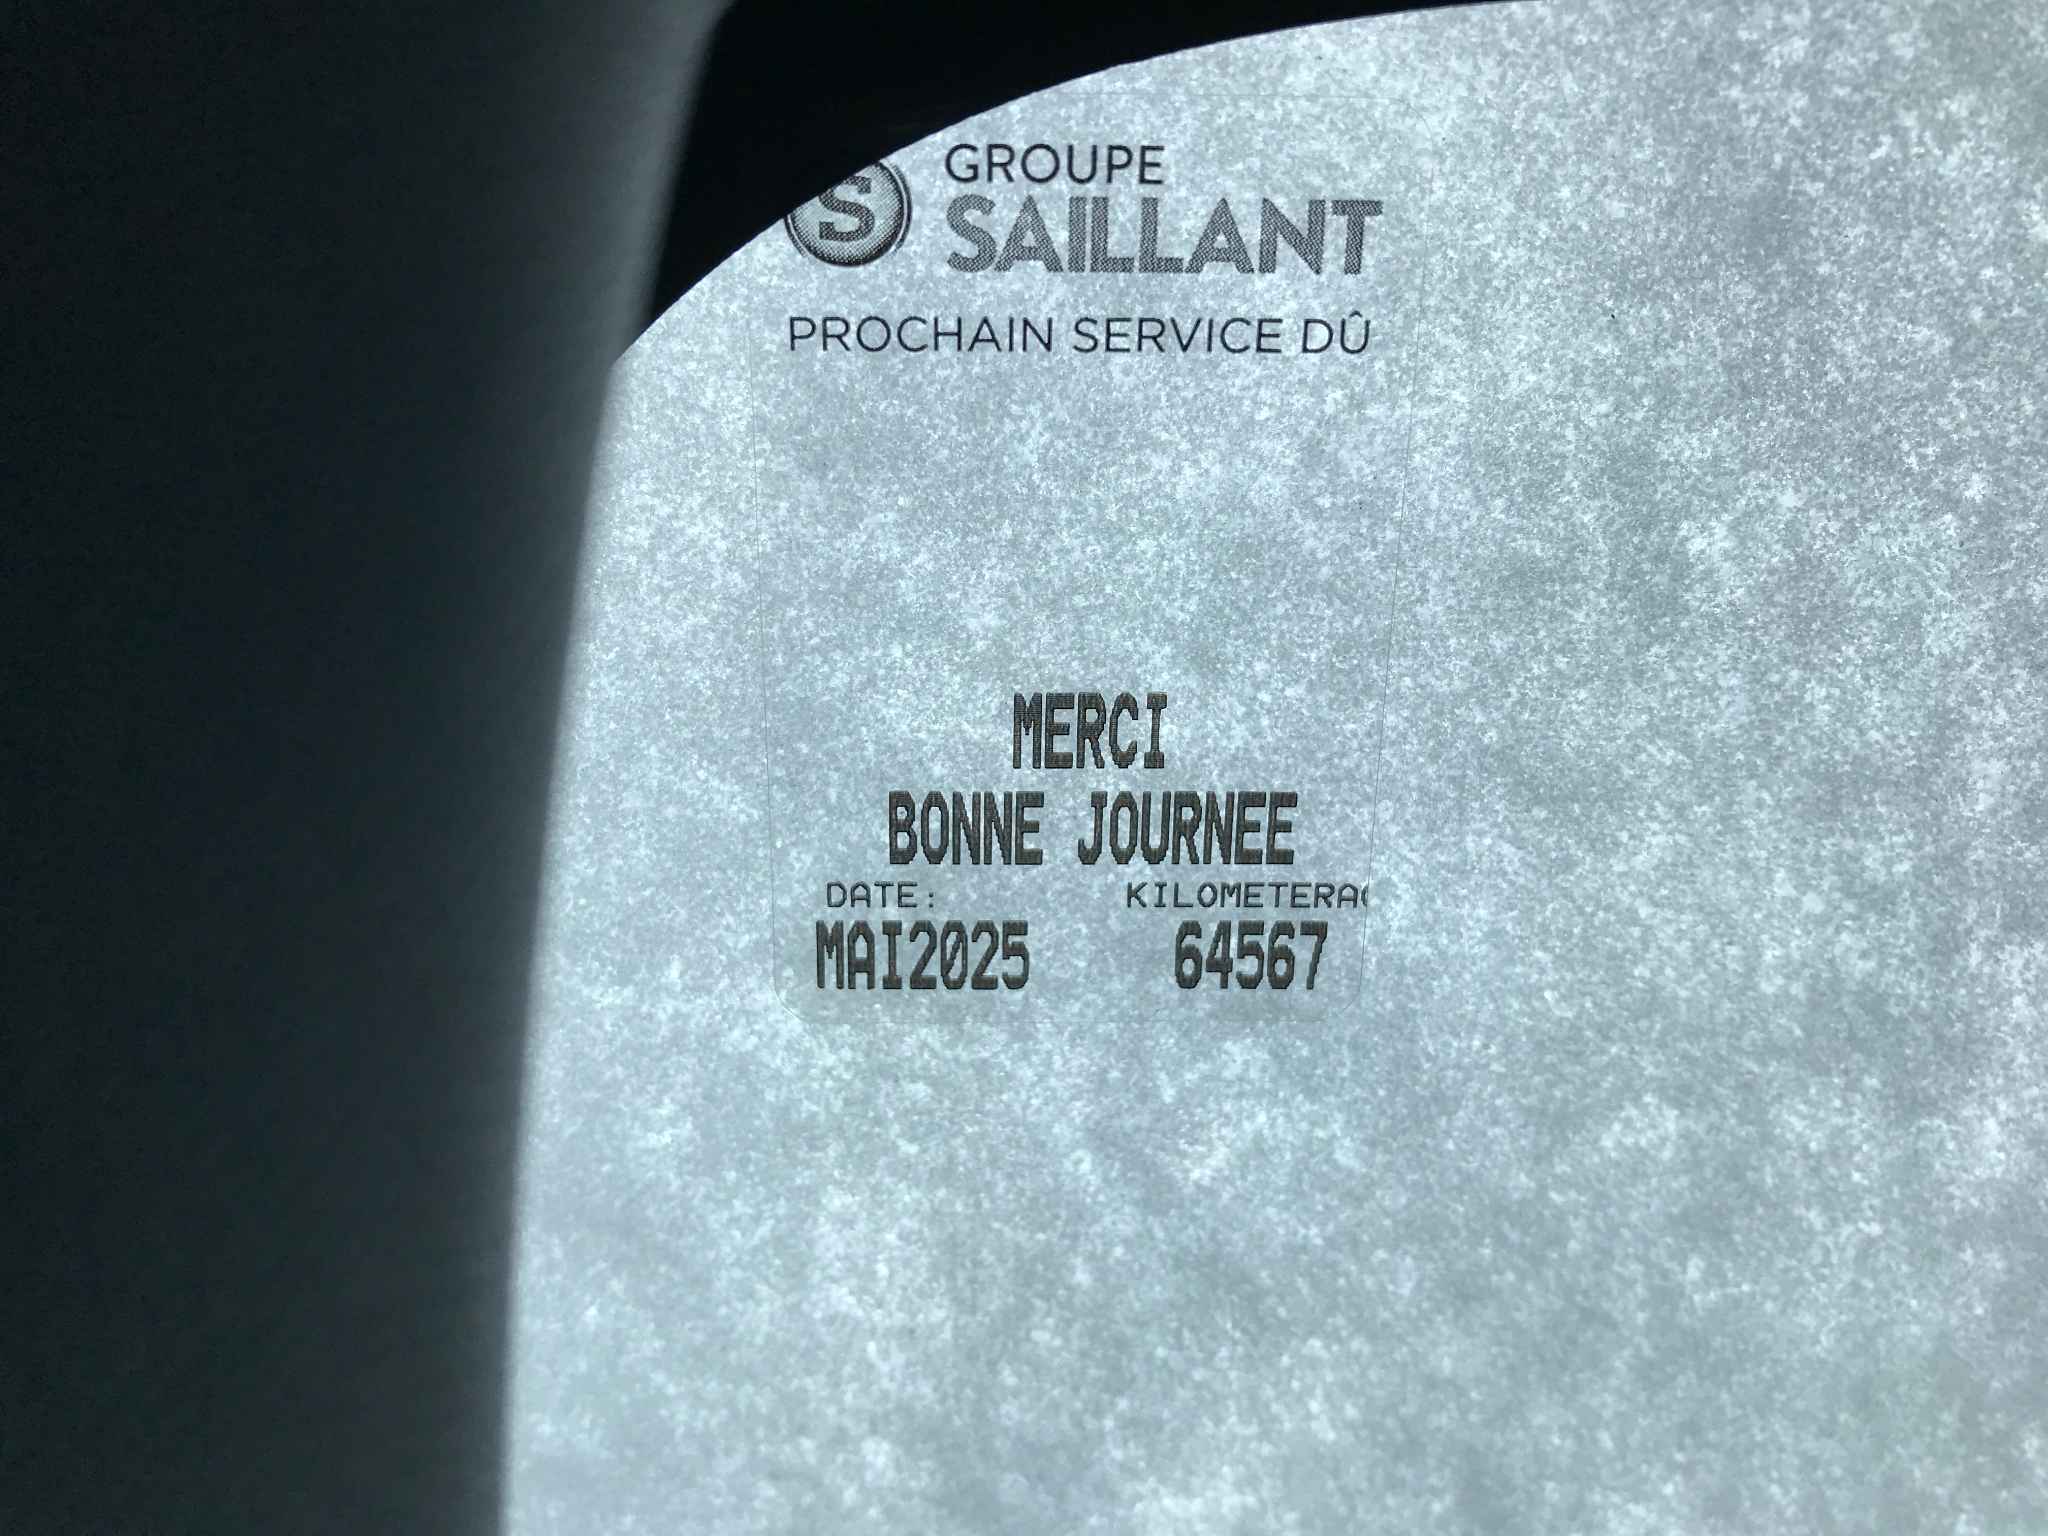 S
GROUPE
SAILLANT
PROCHAIN SERVICE DÛ
MERCI
BONNE JOURNEE
DATE: KILOMETERA
MAI2025 64567